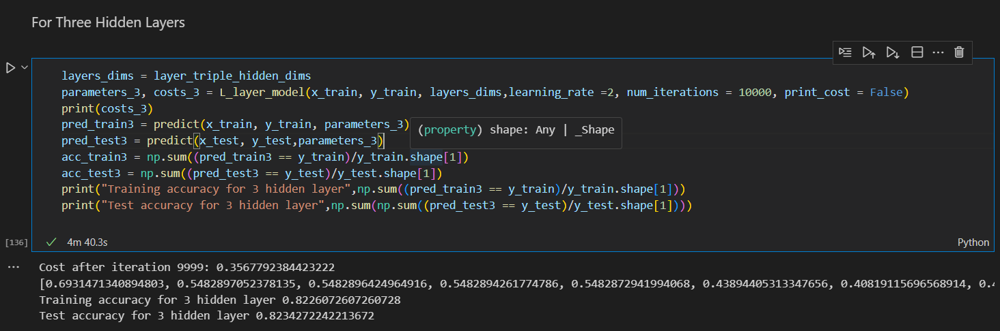 For Three Hidden Layers
layers_dims = layer_triple_hidden_dims
parameters_3, costs_3 = L_layer_model(x_train, y_train, layers_dims,learning_rate =2, num_iterations = 10000, print_cost = False)
print(costs_3)
pred_train3 = predict(x_train, y_train, parameters_3)
(property) shape: Any | _Shape
pred_test3 = predict(x_test, y_test,parameters_3)
acc_train3 = np.sum((pred_train3 == y_train)/y_train.shape[1])
acc_test3 = np.sum((pred_test3 == y_test)/y_test.shape[1])
print("Training accuracy for 3 hidden layer",np.sum((pred_train3 == y_train)/y_train.shape[1]))
print("Test accuracy for 3 hidden layer",np.sum(np.sum((pred_test3 == y_test)/y_test.shape[1])))
[136] 4m 40.3s Python
Cost after iteration 9999: 0.3567792384423222
[0.6931471340894803, 0.5482897052378135, 0.5482896424964916, 0.5482894261774786, 0.5482872941994068, 0.43894405313347656, 0.40819115696568914, 0.4
Training accuracy for 3 hidden layer 0.8226072607260728
Test accuracy for 3 hidden layer 0.8234272242213672